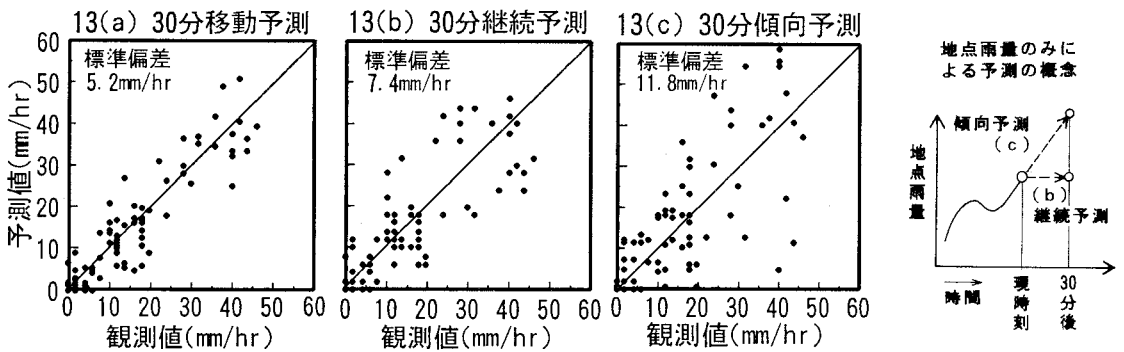 13(a) 30分移動予測
標準偏差
5.2mm/hr
予測値(mm/hr)
60
50
40
30
20
10
0
0 10 20 30 40 50 60
観測値(mm/hr)
13(b) 30分継続予測
標準偏差
7.4mm/hr
0 10 20 30 40 50 60
観測値(mm/hr)
13(c) 30分傾向予測
標準偏差
11.8mm/hr
0 10 20 30 40 50 60
観測値(mm/hr)
地点雨量のみに
よる予測の概念
地点雨量
傾向予測
(c)
(b)
継続予測
時間
現時刻
30分後